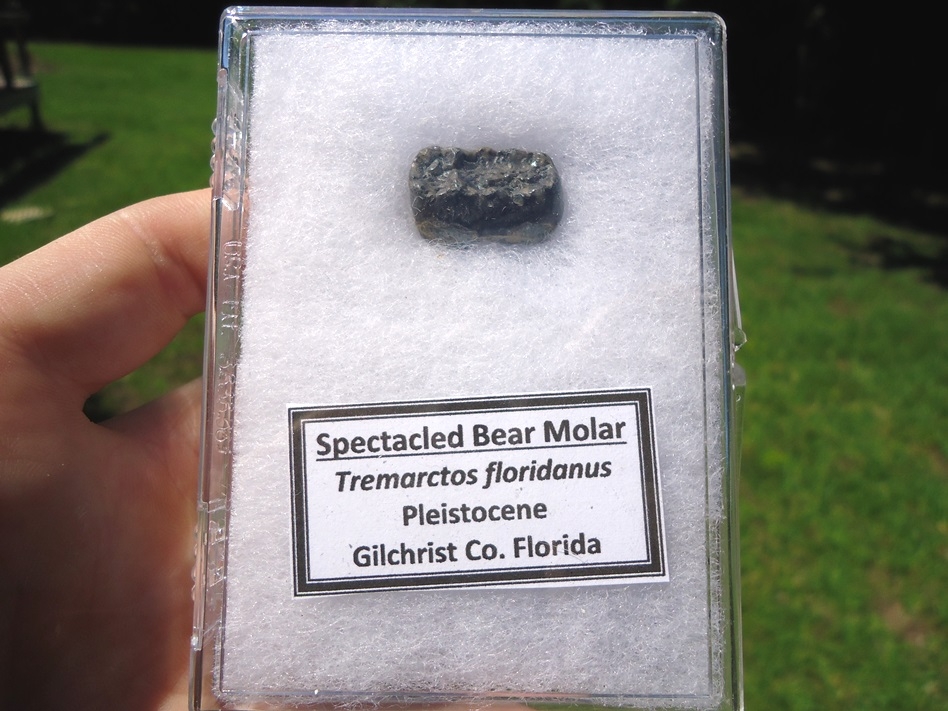 Spectacled Bear Molar
Tremarctos floridanus
Pleistocene
Gilchrist Co. Florida